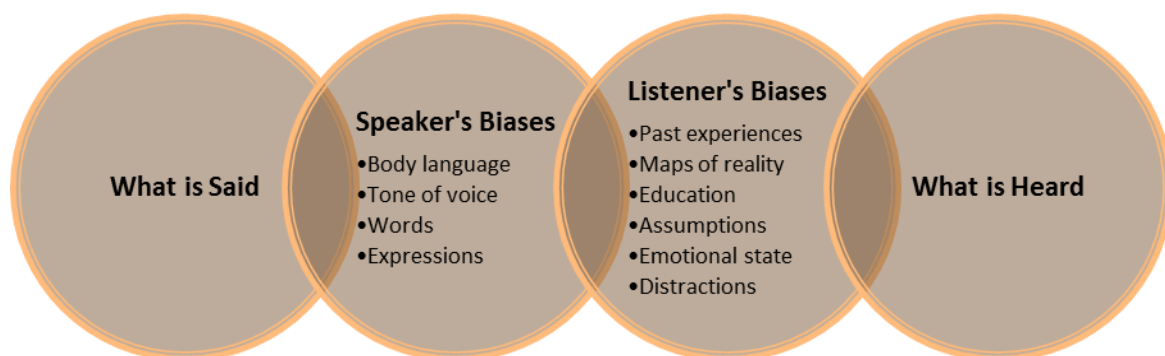 What is Said
Speaker's Biases
•Body language
•Tone of voice
•Words
•Expressions
Listener's Biases
•Past experiences
•Maps of reality
•Education
•Assumptions
•Emotional state
•Distractions
What is Heard